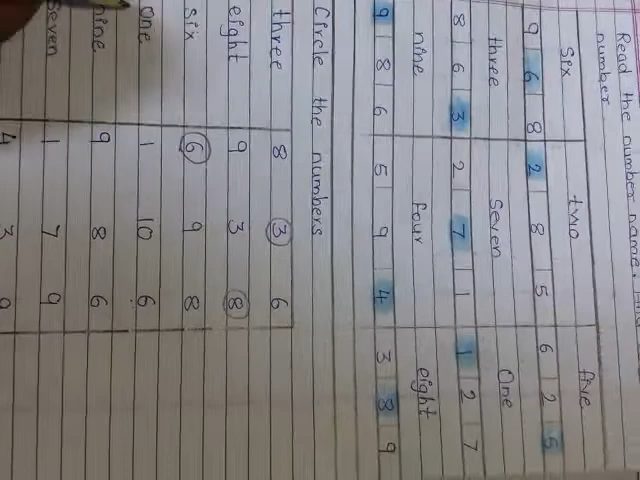 Read the number name.
number
six two five
9 6 8 2 8 5 6 2 5
three seven one
8 6 3 2 7 1 1 2 7
nine four eight
9 8 6 5 9 4 3 8 9
Circle the numbers
three 8 3 6
eight 9 3 8
six 6 9 8
one 1 10 6
nine 9 8 6
seven 1 7 9
4 3 9